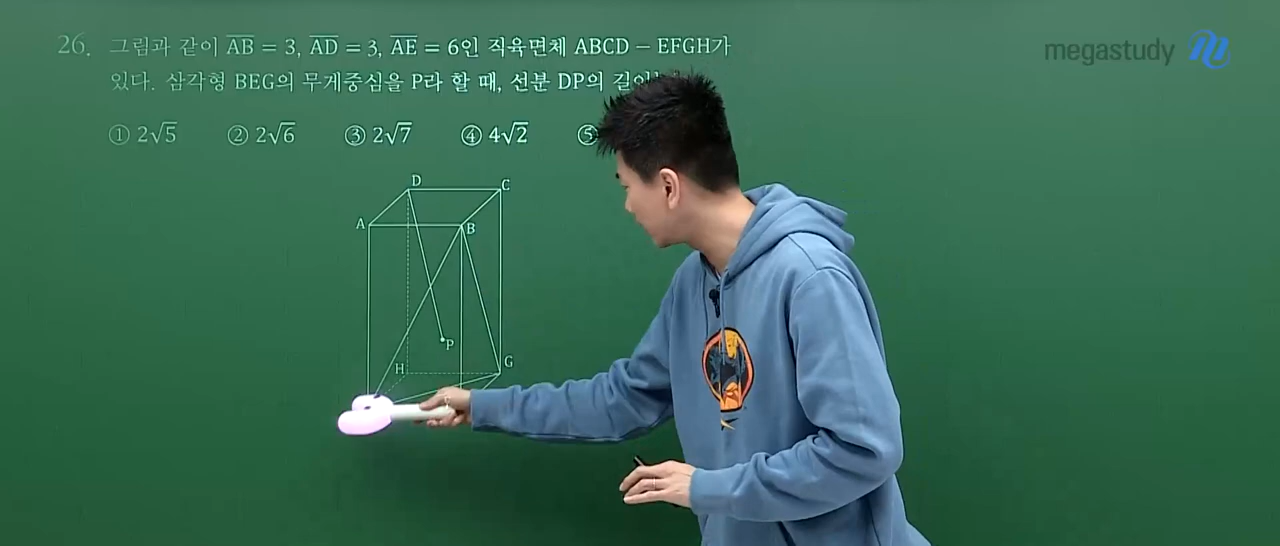 26. 그림과 같이 AB = 3, AD = 3, AE = 6인 직육면체 ABCD − EFGH가
있다. 삼각형 BEG의 무게중심을 P라 할 때, 선분 DP의
① 2√5 ② 2√6 ③ 2√7 ④ 4√2 ⑤
megastudy
D
C
A
B
P
H
G